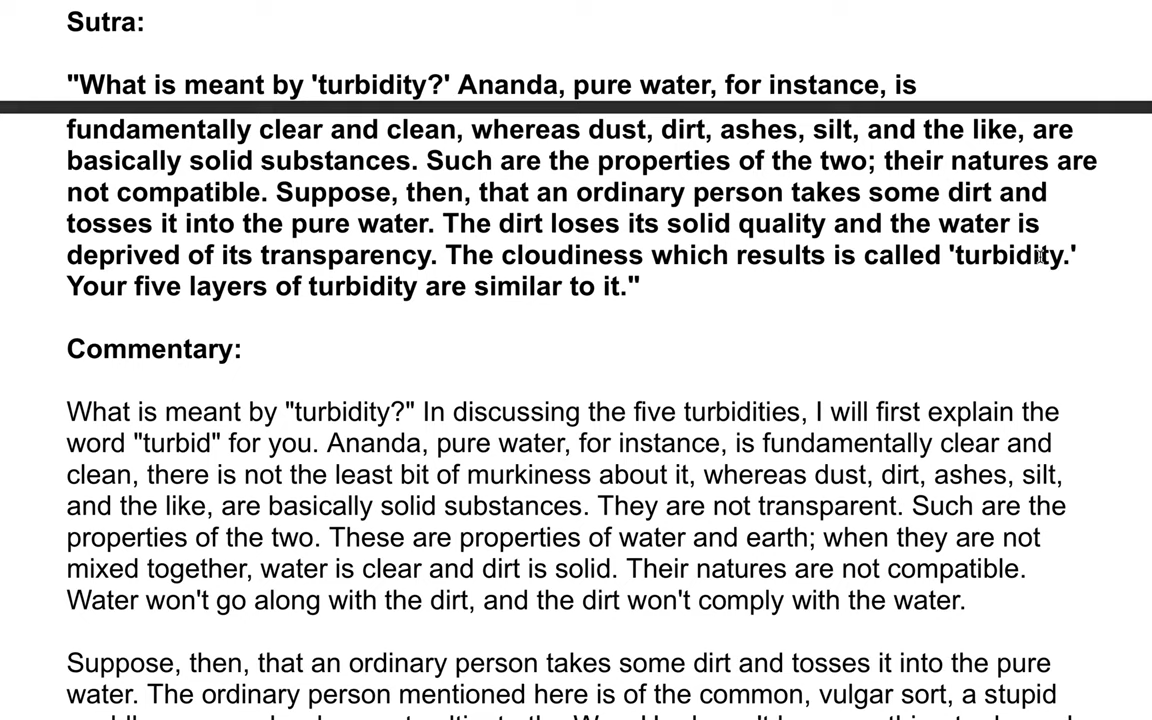 Sutra:
"What is meant by 'turbidity?' Ananda, pure water, for instance, is
fundamentally clear and clean, whereas dust, dirt, ashes, silt, and the like, are
basically solid substances. Such are the properties of the two; their natures are
not compatible. Suppose, then, that an ordinary person takes some dirt and
tosses it into the pure water. The dirt loses its solid quality and the water is
deprived of its transparency. The cloudiness which results is called 'turbidity.'
Your five layers of turbidity are similar to it."
Commentary:
What is meant by "turbidity?" In discussing the five turbidities, I will first explain the
word "turbid" for you. Ananda, pure water, for instance, is fundamentally clear and
clean, there is not the least bit of murkiness about it, whereas dust, dirt, ashes, silt,
and the like, are basically solid substances. They are not transparent. Such are the
properties of the two. These are properties of water and earth; when they are not
mixed together, water is clear and dirt is solid. Their natures are not compatible.
Water won't go along with the dirt, and the dirt won't comply with the water.
Suppose, then, that an ordinary person takes some dirt and tosses it into the pure
water. The ordinary person mentioned here is of the common, vulgar sort, a stupid